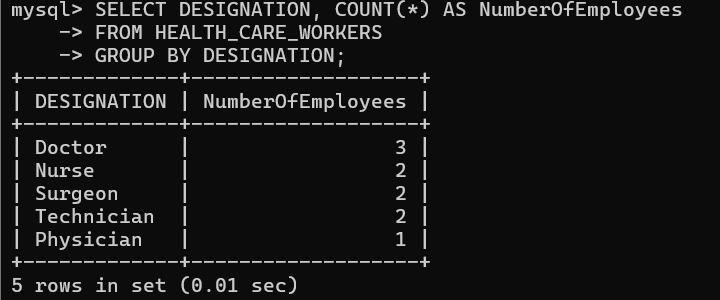 mysql> SELECT DESIGNATION, COUNT(*) AS NumberOfEmployees
    -> FROM HEALTH_CARE_WORKERS
    -> GROUP BY DESIGNATION;
+-------------+-------------------+
| DESIGNATION | NumberOfEmployees |
+-------------+-------------------+
| Doctor      |                 3 |
| Nurse       |                 2 |
| Surgeon     |                 2 |
| Technician  |                 2 |
| Physician   |                 1 |
+-------------+-------------------+
5 rows in set (0.01 sec)